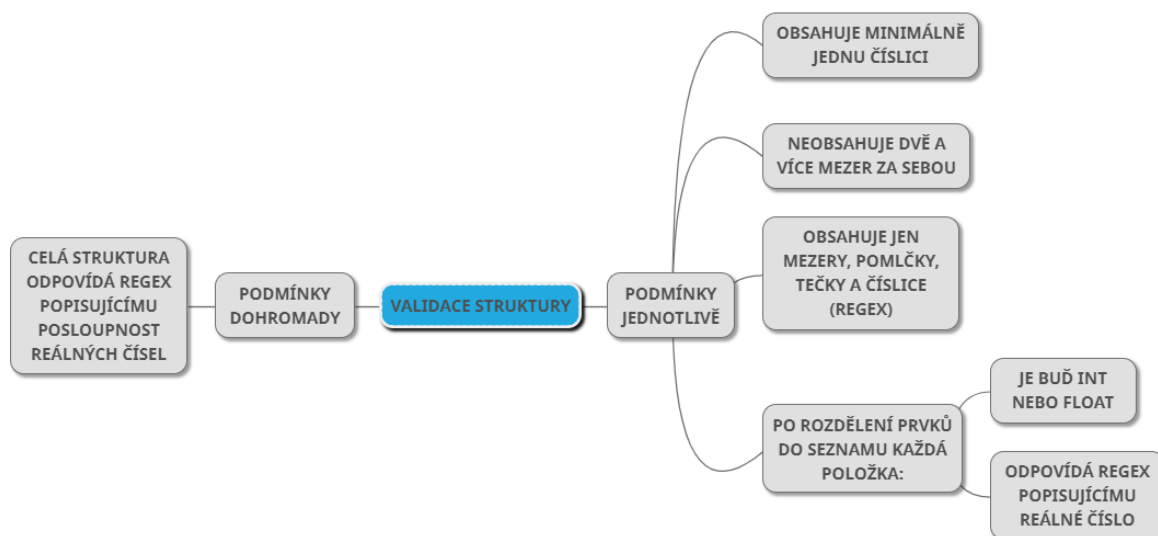 CELÁ STRUKTURA
ODPOVÍDÁ REGEX
POPISUJÍCÍMU
POSLOUPNOST
REÁLNÝCH ČÍSEL
PODMÍNKY
DOHROMADY
VALIDACE STRUKTURY
PODMÍNKY
JEDNOTLIVĚ
OBSAHUJE MINIMÁLNĚ
JEDNU ČÍSLICI
NEOBSAHUJE DVĚ A
VÍCE MEZER ZA SEBOU
OBSAHUJE JEN
MEZERY, POMLČKY,
TEČKY A ČÍSLICE
(REGEX)
PO ROZDĚLENÍ PRVKŮ
DO SEZNAMU KAŽDÁ
POLOŽKA:
JE BUĎ INT
NEBO FLOAT
ODPOVÍDÁ REGEX
POPISUJÍCÍMU
REÁLNÉ ČÍSLO